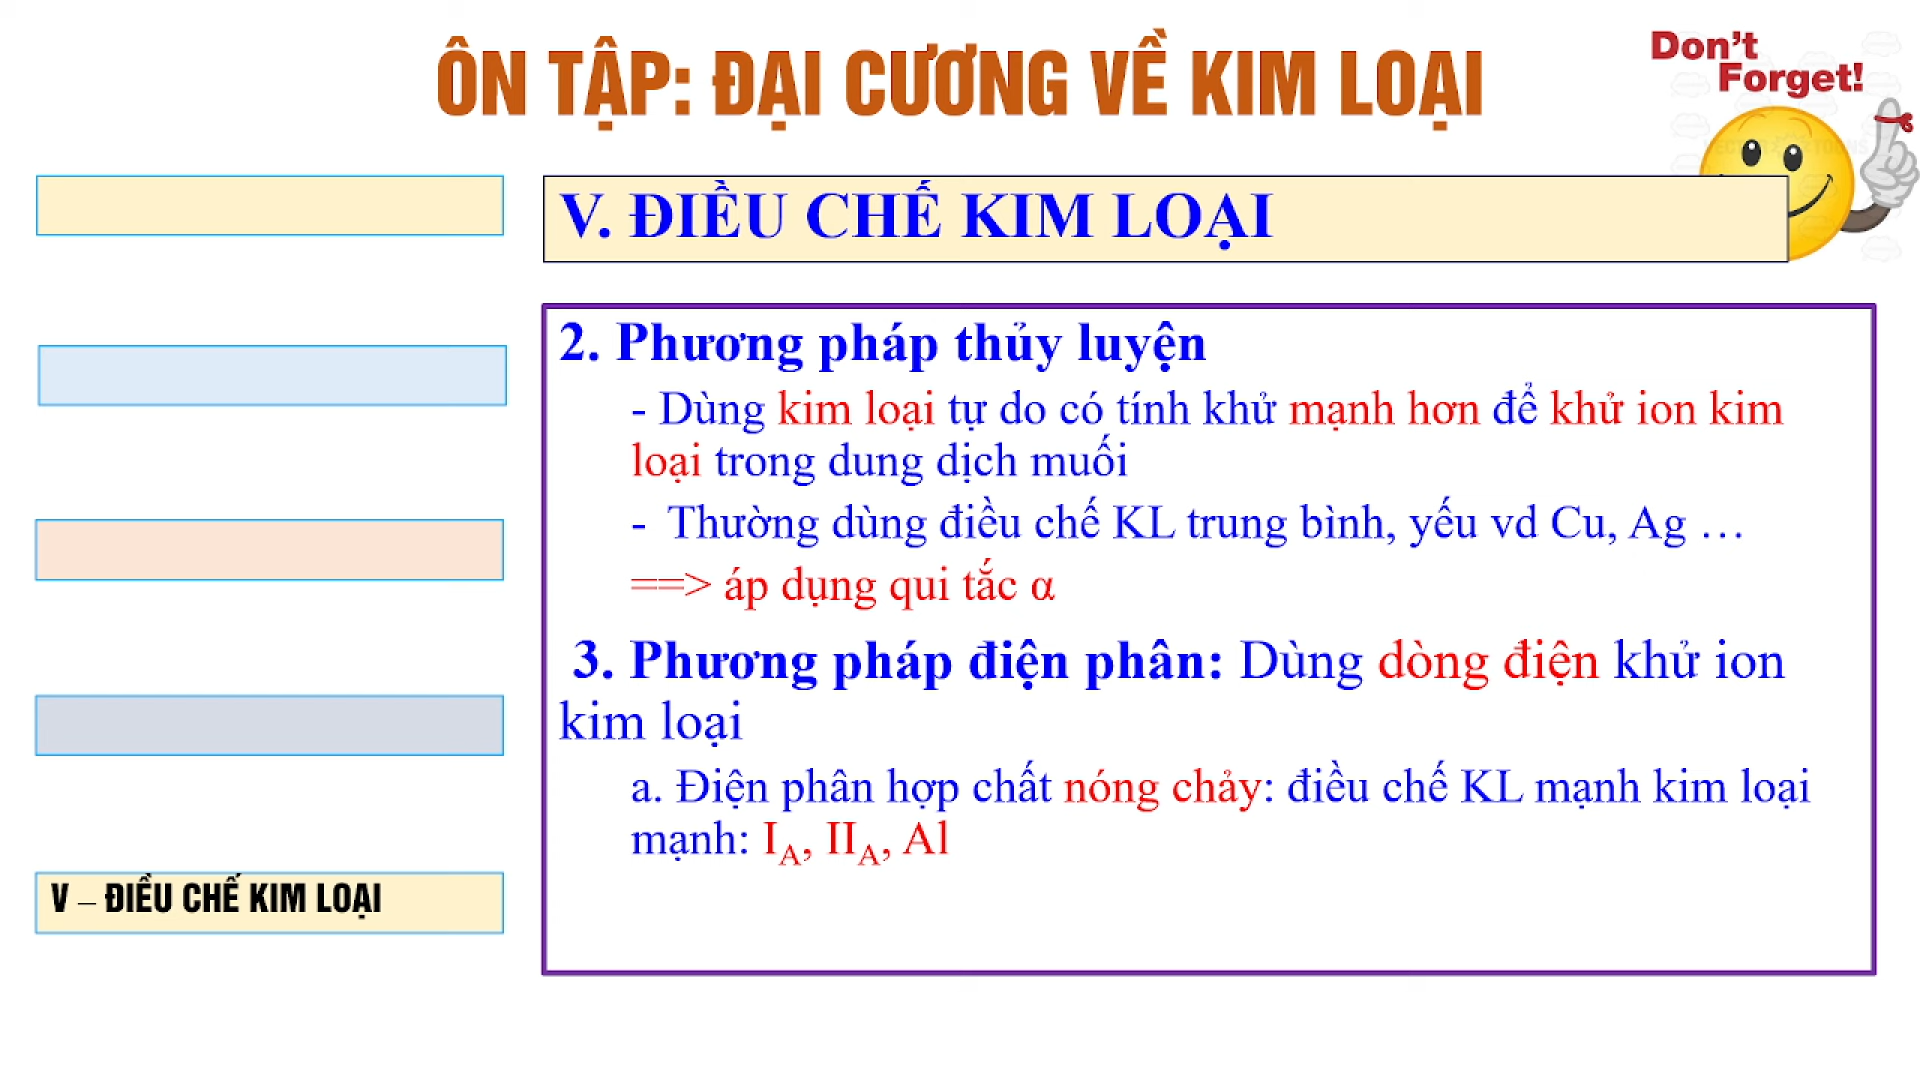 ÔN TẬP: ĐẠI CƯƠNG VỀ KIM LOẠI
Don't
Forget!
V. ĐIỀU CHẾ KIM LOẠI
2. Phương pháp thủy luyện
- Dùng kim loại tự do có tính khử mạnh hơn để khử ion kim
loại trong dung dịch muối
- Thường dùng điều chế KL trung bình, yếu vd Cu, Ag …
==> áp dụng qui tắc α
3. Phương pháp điện phân: Dùng dòng điện khử ion
kim loại
a. Điện phân hợp chất nóng chảy: điều chế KL mạnh kim loại
mạnh: I_A, II_A, Al
V – ĐIỀU CHẾ KIM LOẠI